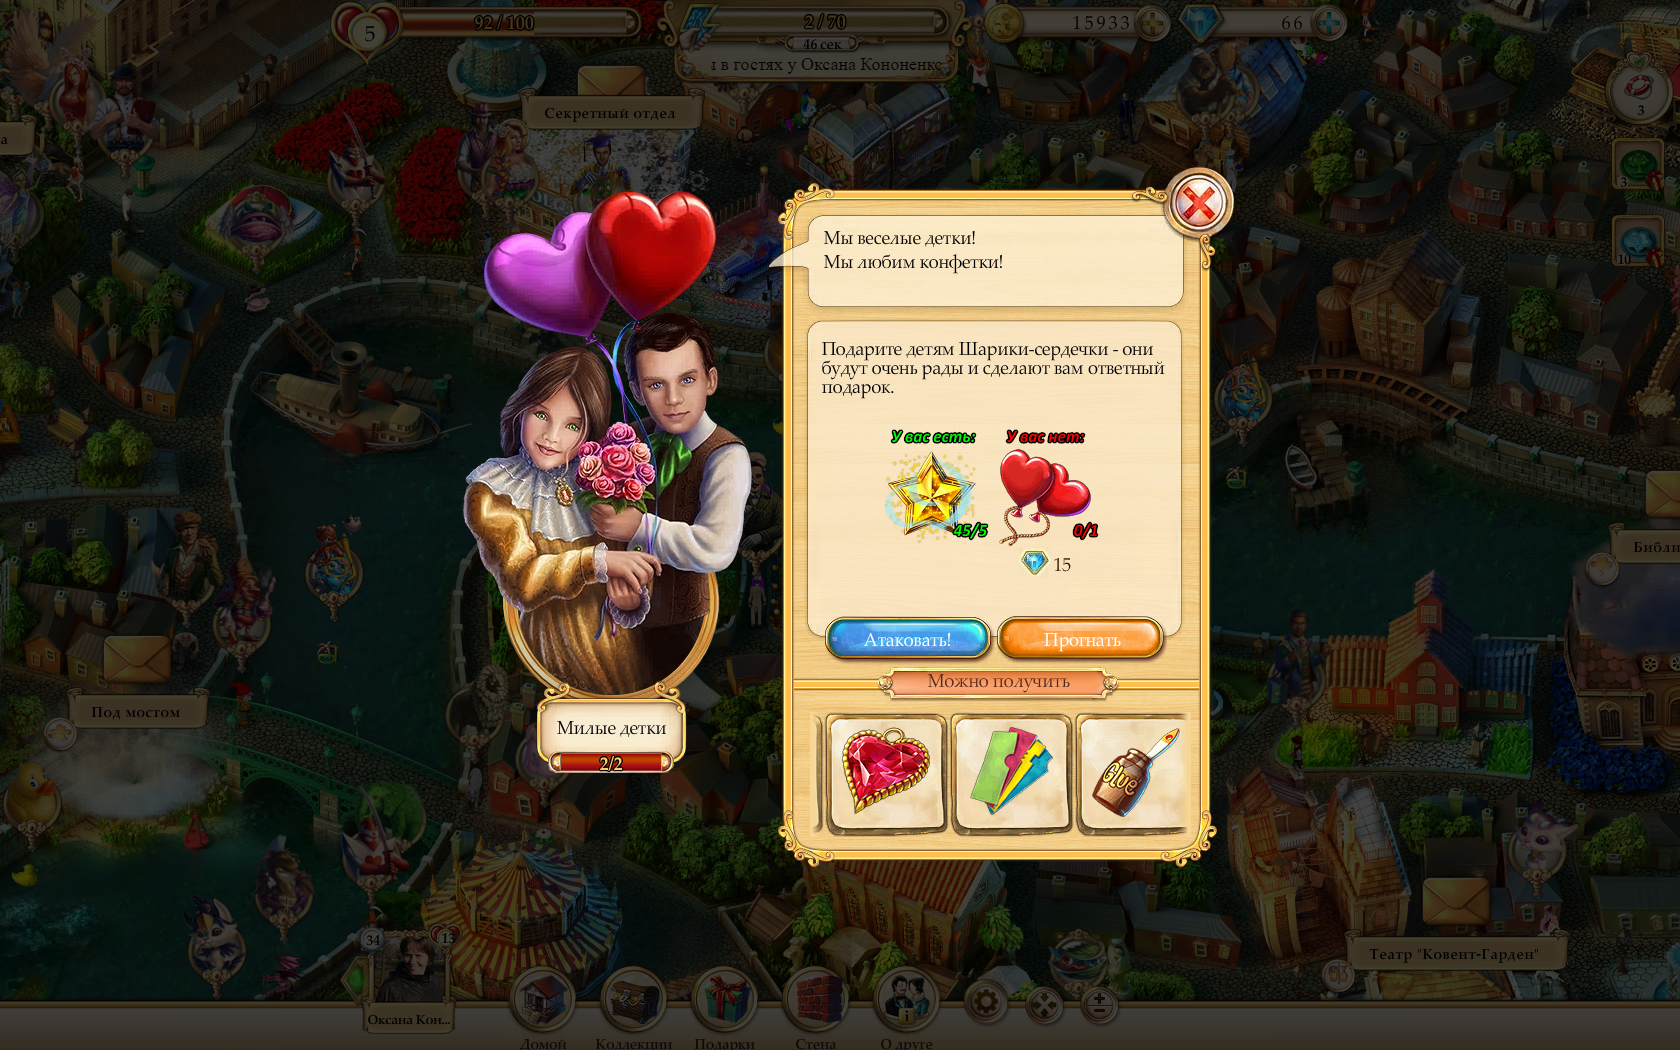 5
92 / 100
2 / 70
46 сек
15933
66
в гостях у Оксана Кононенко
Секретный отдел
3
3
10
Мы веселые детки!
Мы любим конфетки!
Подарите детям Шарики-сердечки - они
будут очень рады и сделают вам ответный
подарок.
У вас есть:
У вас нет:
45/5
0/1
15
Атаковать!
Прогнать
Можно получить
Glue
Милые детки
2/2
Под мостом
Театр "Ковент-Гарден"
34
13
Оксана Кон...
Домой
Коллекции
Подарки
Стена
О друге